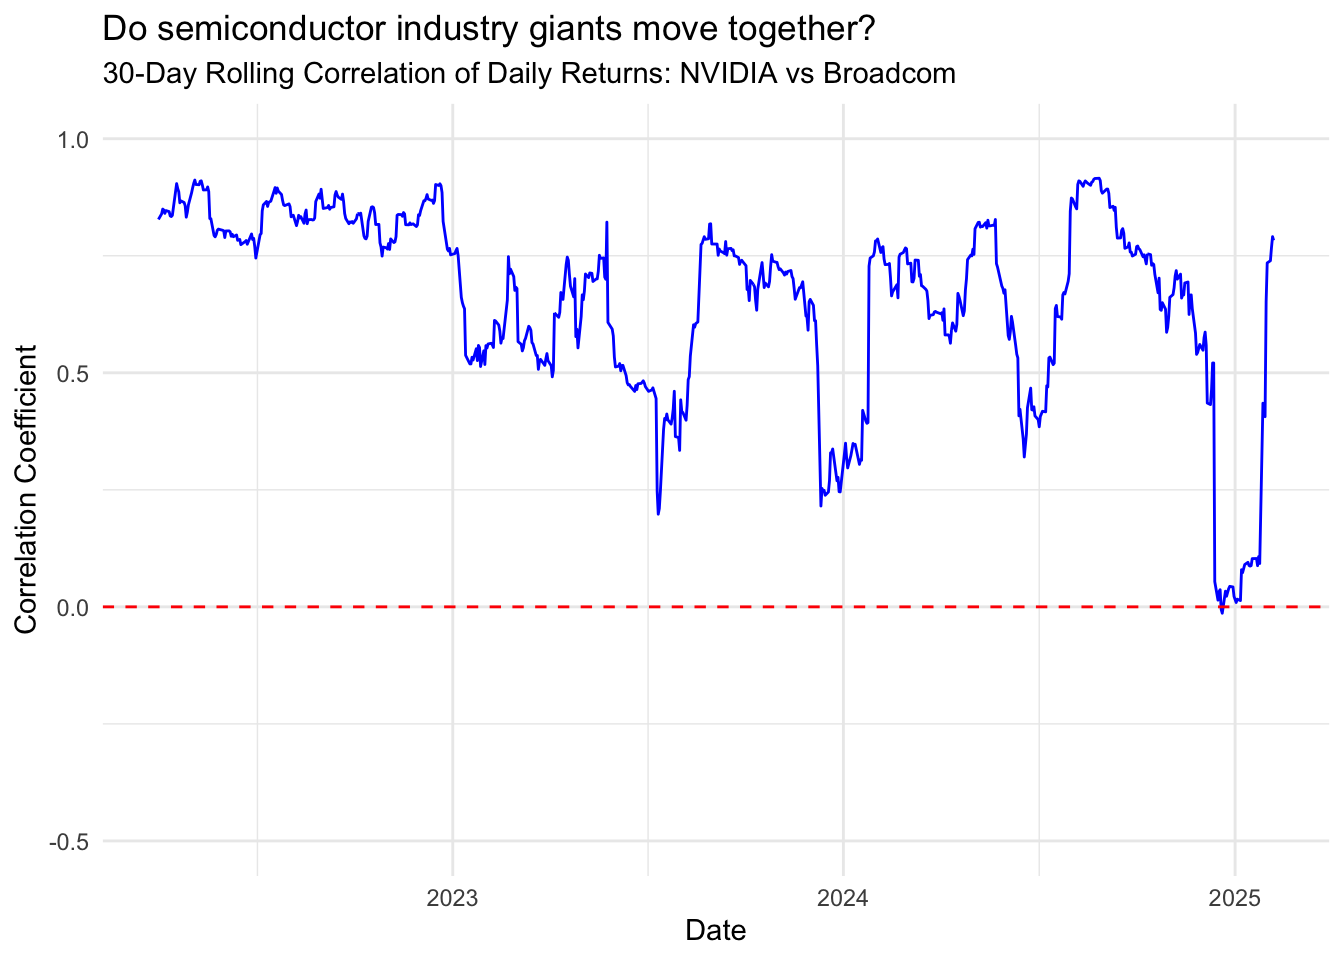 Do semiconductor industry giants move together?
30-Day Rolling Correlation of Daily Returns: NVIDIA vs Broadcom
1.0
0.5
0.0
-0.5
Correlation Coefficient
2023
2024
2025
Date